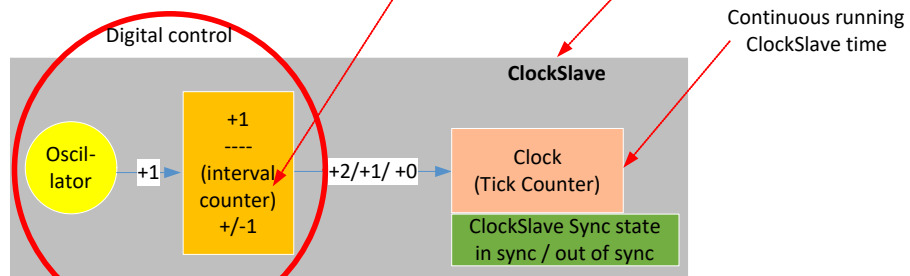 Continuous running
ClockSlave time
Digital control
ClockSlave
Oscil-
lator
+1
+1
----
(interval
counter)
+/-1
+2/+1/ +0
Clock
(Tick Counter)
ClockSlave Sync state
in sync / out of sync